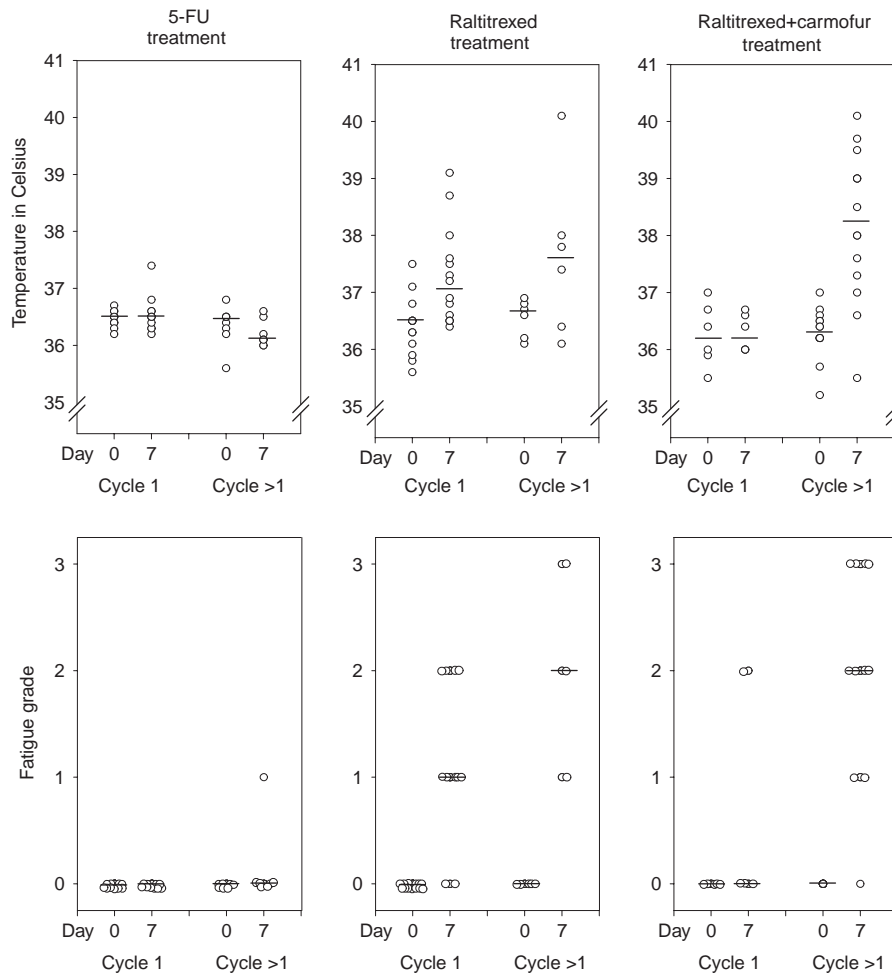 5-FU
treatment
Raltitrexed
treatment
Raltitrexed+carmofur
treatment
Temperature in Celsius
41
40
39
38
37
36
35
41
40
39
38
37
36
35
41
40
39
38
37
36
35
Day 0 7 0 7
Cycle 1 Cycle >1
Day 0 7 0 7
Cycle 1 Cycle >1
Day 0 7 0 7
Cycle 1 Cycle >1
Fatigue grade
3
2
1
0
3
2
1
0
3
2
1
0
Day 0 7 0 7
Cycle 1 Cycle >1
Day 0 7 0 7
Cycle 1 Cycle >1
Day 0 7 0 7
Cycle 1 Cycle >1